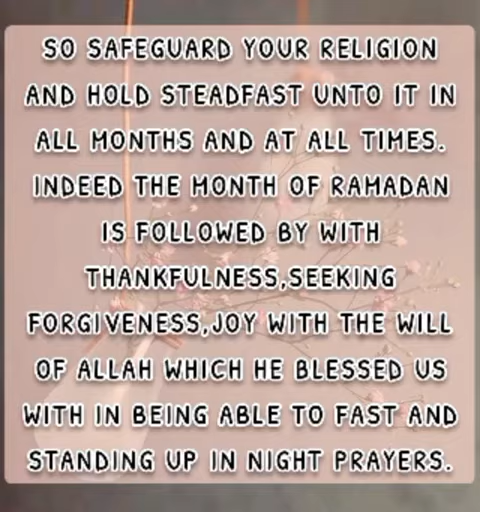 SO SAFEGUARD YOUR RELIGION
AND HOLD STEADFAST UNTO IT IN
ALL MONTHS AND AT ALL TIMES.
INDEED THE MONTH OF RAMADAN
IS FOLLOWED BY WITH
THANKFULNESS,SEEKING
FORGIVENESS,JOY WITH THE WILL
OF ALLAH WHICH HE BLESSED US
WITH IN BEING ABLE TO FAST AND
STANDING UP IN NIGHT PRAYERS.